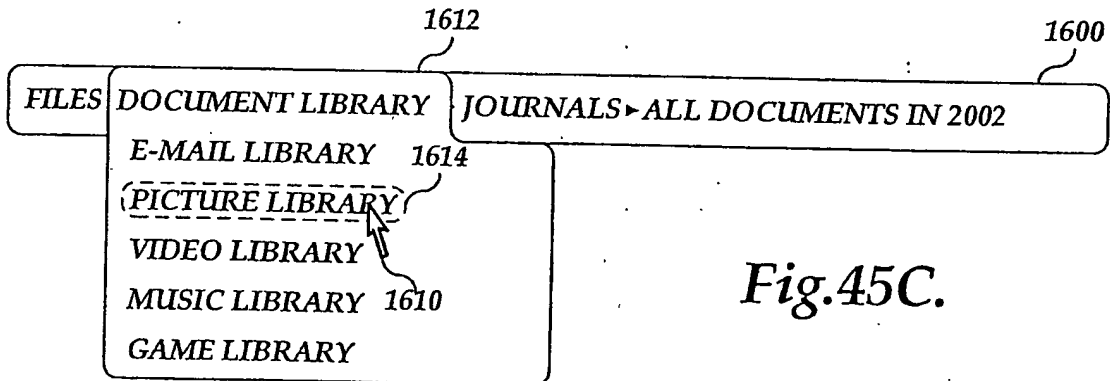 1612
1600
FILES DOCUMENT LIBRARY JOURNALS▸ALL DOCUMENTS IN 2002
E-MAIL LIBRARY
1614
PICTURE LIBRARY
VIDEO LIBRARY
MUSIC LIBRARY
1610
GAME LIBRARY
Fig.45C.